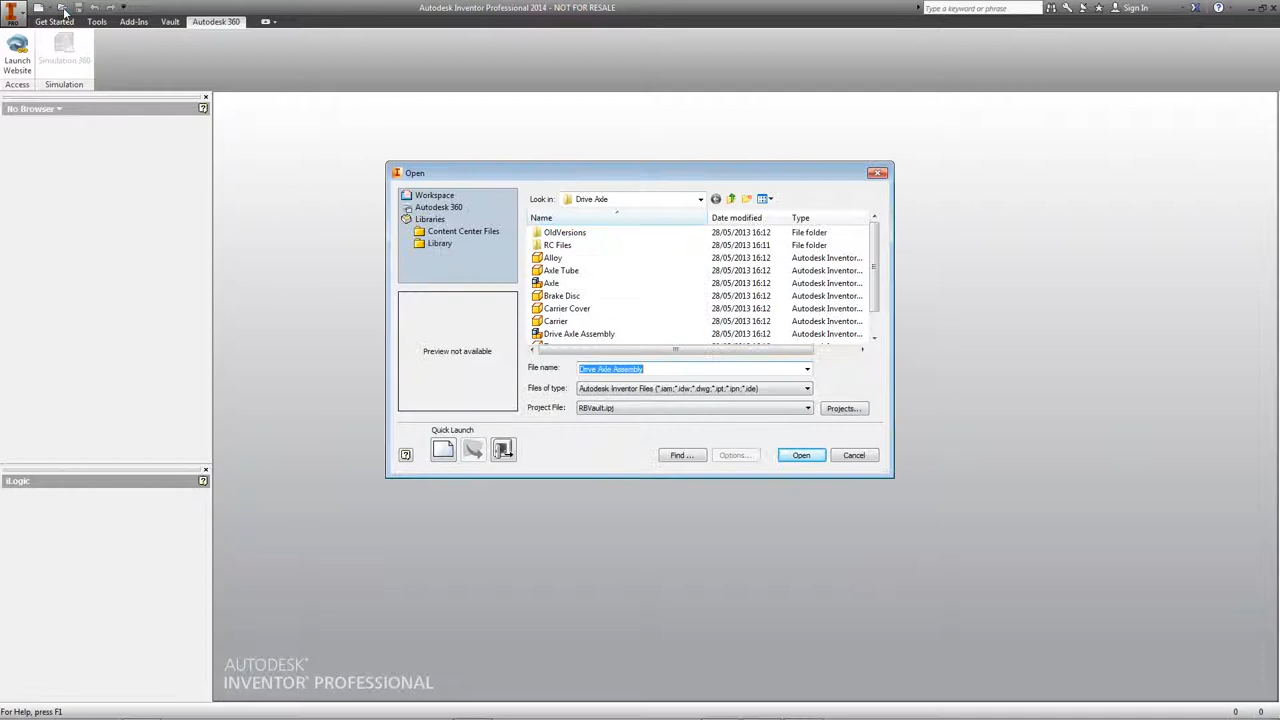 Autodesk Inventor Professional 2014 - NOT FOR RESALE
Type a keyword or phrase
Sign In
PRO
Get Started Tools Add-Ins Vault Autodesk 360
Launch Website
Simulation 360
Access Simulation
No Browser
Open
Workspace
Autodesk 360
Libraries
Content Center Files
Library
Look in: Drive Axle
Name Date modified Type
OldVersions 28/05/2013 16:12 File folder
RC Files 28/05/2013 16:11 File folder
Alloy 28/05/2013 16:12 Autodesk Inventor...
Axle Tube 28/05/2013 16:12 Autodesk Inventor...
Axle 28/05/2013 16:12 Autodesk Inventor...
Brake Disc 28/05/2013 16:12 Autodesk Inventor...
Carrier Cover 28/05/2013 16:12 Autodesk Inventor...
Carrier 28/05/2013 16:12 Autodesk Inventor...
Drive Axle Assembly 28/05/2013 16:12 Autodesk Inventor...
Preview not available
File name: Drive Axle Assembly
Files of type: Autodesk Inventor Files (*.iam;*.idw;*.dwg;*.ipt;*.ipn;*.ide)
Project File: RBVault.ipj Projects...
Quick Launch
Find ... Options... Open Cancel
iLogic
AUTODESK®
INVENTOR® PROFESSIONAL
For Help, press F1 0 0